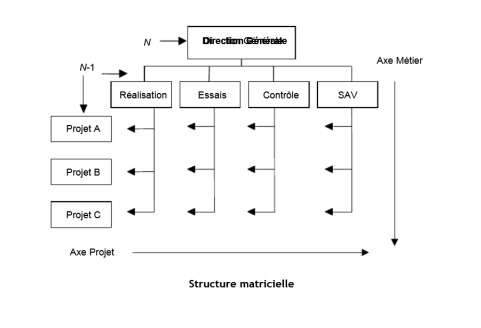 N
Direction Générale
Axe Métier
N-1
Réalisation
Essais
Contrôle
SAV
Projet A
Projet B
Projet C
Axe Projet
Structure matricielle